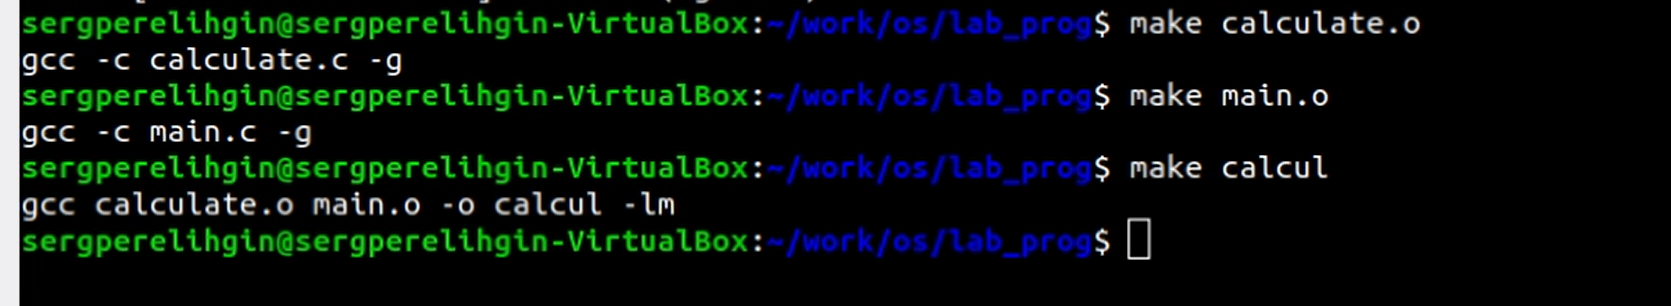 sergperelihgin@sergperelihgin-VirtualBox:~/work/os/lab_prog$ make calculate.o
gcc -c calculate.c -g
sergperelihgin@sergperelihgin-VirtualBox:~/work/os/lab_prog$ make main.o
gcc -c main.c -g
sergperelihgin@sergperelihgin-VirtualBox:~/work/os/lab_prog$ make calcul
gcc calculate.o main.o -o calcul -lm
sergperelihgin@sergperelihgin-VirtualBox:~/work/os/lab_prog$